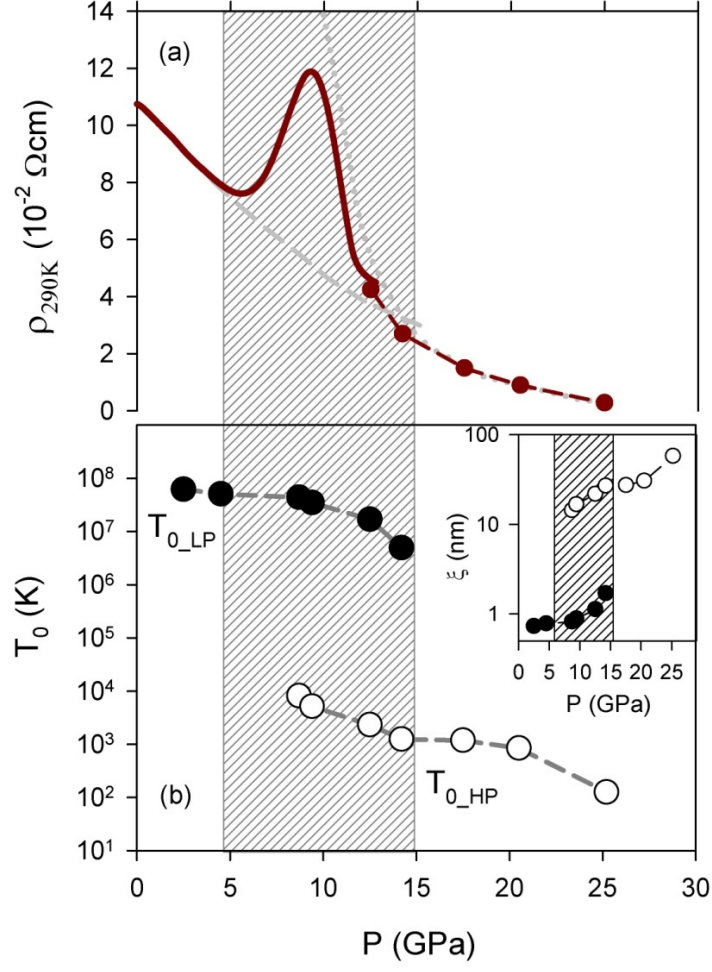 14
12
10
8
6
4
2
0
(a)
ρ290K (10-2 Ωcm)
10⁸
10⁷
10⁶
10⁵
10⁴
10³
10²
10¹
T0 (K)
T0_LP
T0_HP
(b)
100
10
1
ξ (nm)
0 5 10 15 20 25
P (GPa)
0 5 10 15 20 25 30
P (GPa)